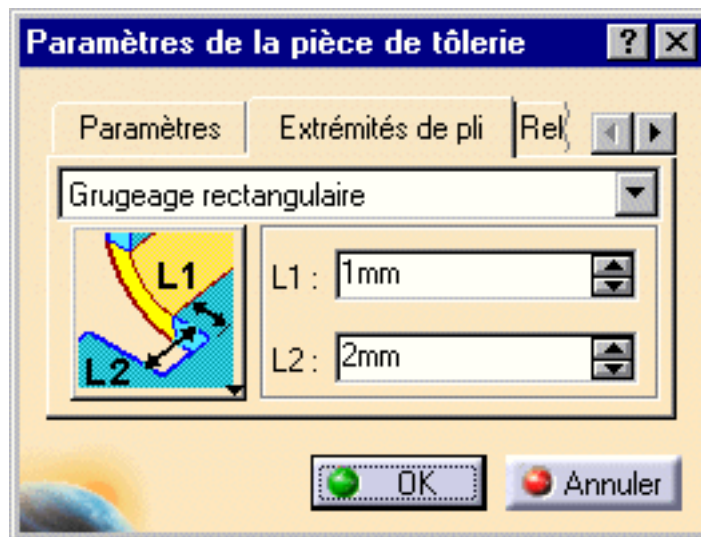 Paramètres de la pièce de tôlerie
Paramètres Extrémités de pli Rel
Grugeage rectangulaire
L1
L2
L1 : 1mm
L2 : 2mm
OK Annuler